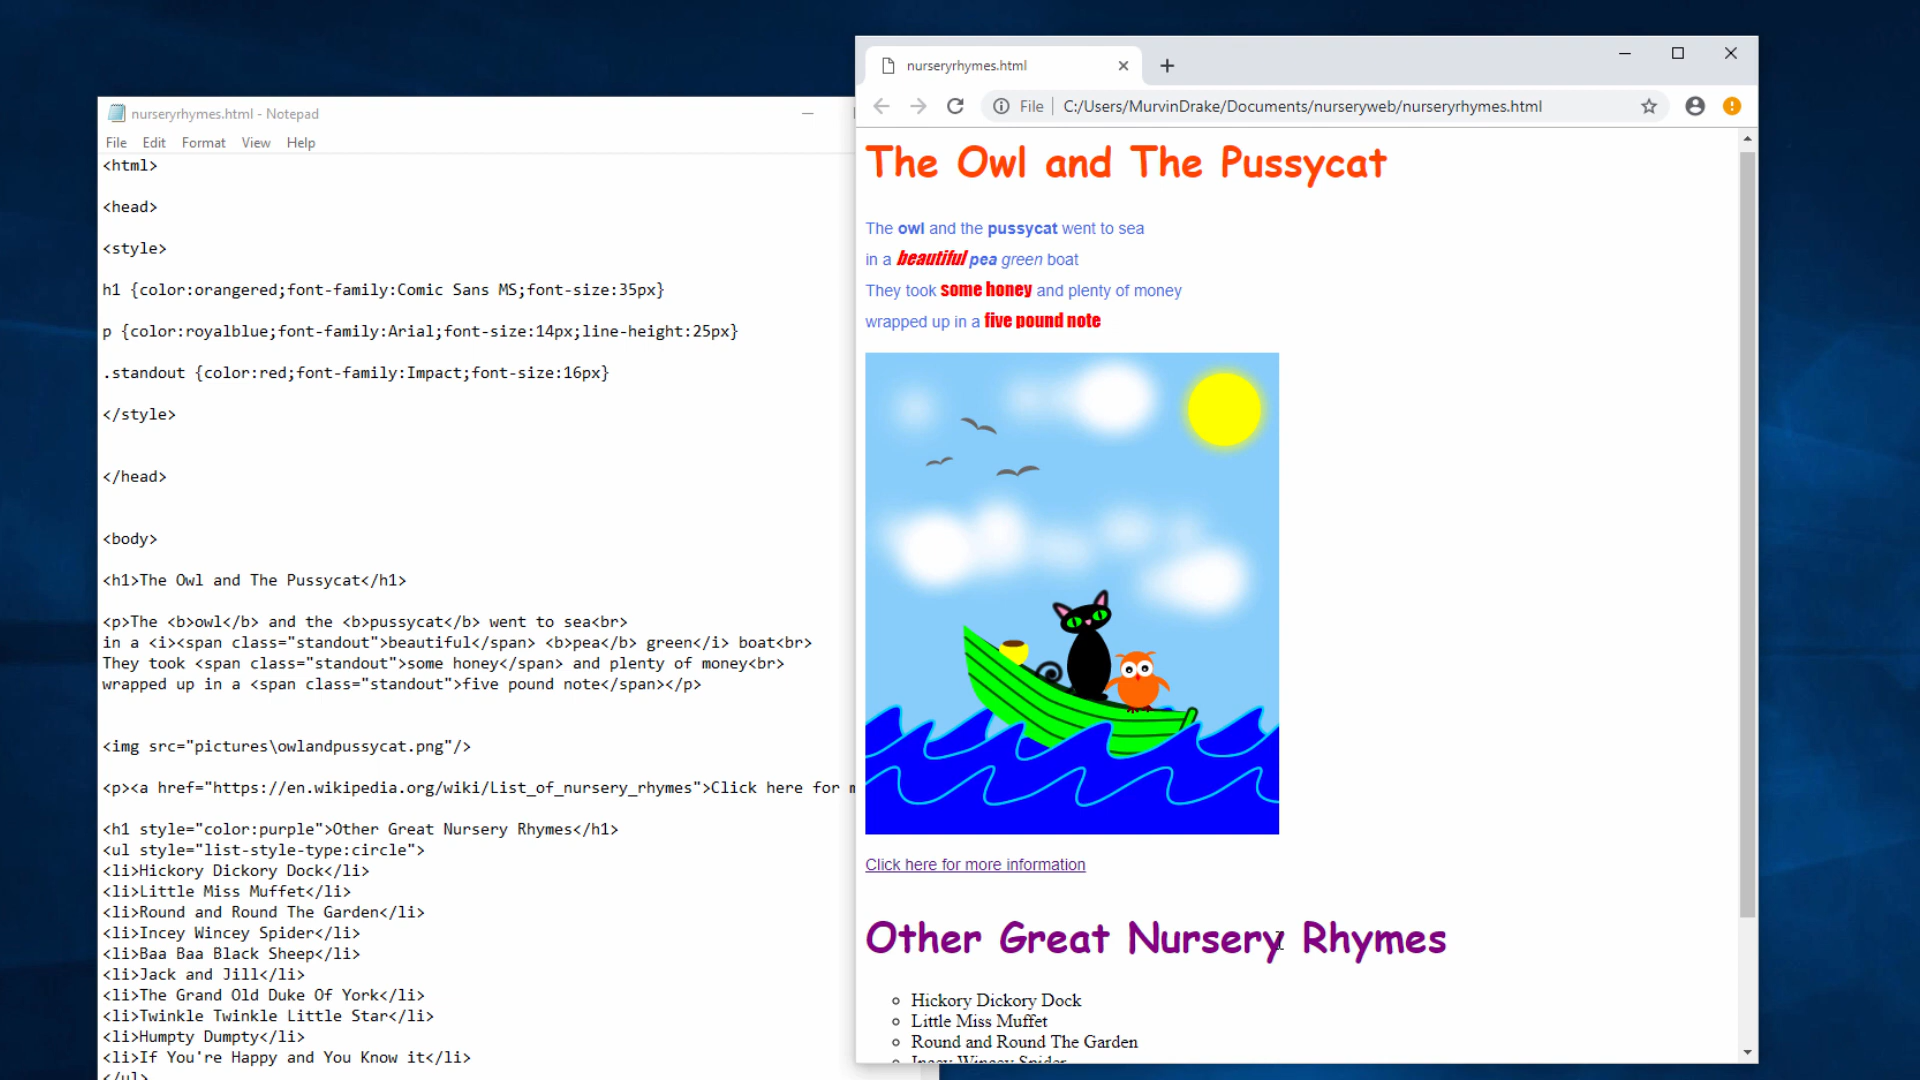 nurseryrhymes.html - Notepad
File Edit Format View Help
<html>
<head>
<style>
h1 {color:orangered;font-family:Comic Sans MS;font-size:35px}
p {color:royalblue;font-family:Arial;font-size:14px;line-height:25px}
.standout {color:red;font-family:Impact;font-size:16px}
</style>
</head>
<body>
<h1>The Owl and The Pussycat</h1>
<p>The <b>owl</b> and the <b>pussycat</b> went to sea<br>
in a <i><span class="standout">beautiful</span> <b>pea</b> green</i> boat<br>
They took <span class="standout">some honey</span> and plenty of money<br>
wrapped up in a <span class="standout">five pound note</span></p>
<img src="pictures\owlandpussycat.png"/>
<p><a href="https://en.wikipedia.org/wiki/List_of_nursery_rhymes">Click here for
<h1 style="color:purple">Other Great Nursery Rhymes</h1>
<ul style="list-style-type:circle">
<li>Hickory Dickory Dock</li>
<li>Little Miss Muffet</li>
<li>Round and Round The Garden</li>
<li>Incey Wincey Spider</li>
<li>Baa Baa Black Sheep</li>
<li>Jack and Jill</li>
<li>The Grand Old Duke Of York</li>
<li>Twinkle Twinkle Little Star</li>
<li>Humpty Dumpty</li>
<li>If You're Happy and You Know it</li>
</ul>
nurseryrhymes.html
File C:/Users/MurvinDrake/Documents/nurseryweb/nurseryrhymes.html
The Owl and The Pussycat
The owl and the pussycat went to sea
in a beautiful pea green boat
They took some honey and plenty of money
wrapped up in a five pound note
Click here for more information
Other Great Nursery Rhymes
Hickory Dickory Dock
Little Miss Muffet
Round and Round The Garden
Incey Wincey Spider